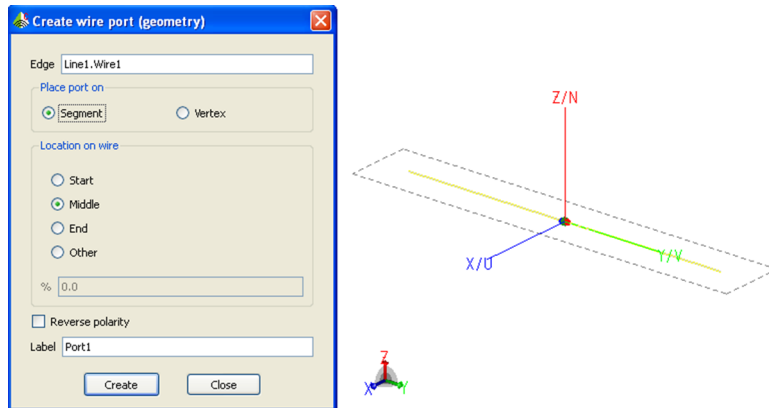 Create wire port (geometry)
Edge Line1.Wire1
Place port on
Segment Vertex
Location on wire
Start
Middle
End
Other
% 0.0
Reverse polarity
Label Port1
Create Close
Z/N
X/U
Y/V
Z
X
Y